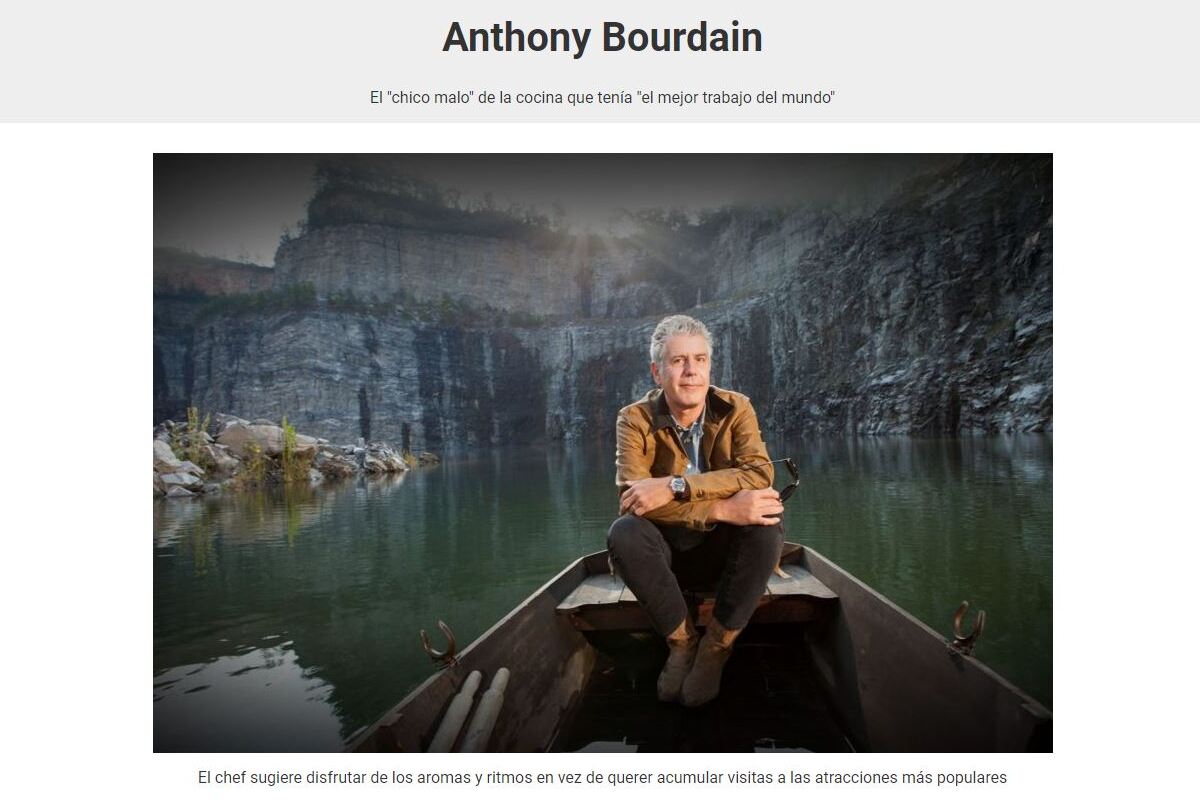 Anthony Bourdain
El "chico malo" de la cocina que tenía "el mejor trabajo del mundo"
El chef sugiere disfrutar de los aromas y ritmos en vez de querer acumular visitas a las atracciones más populares